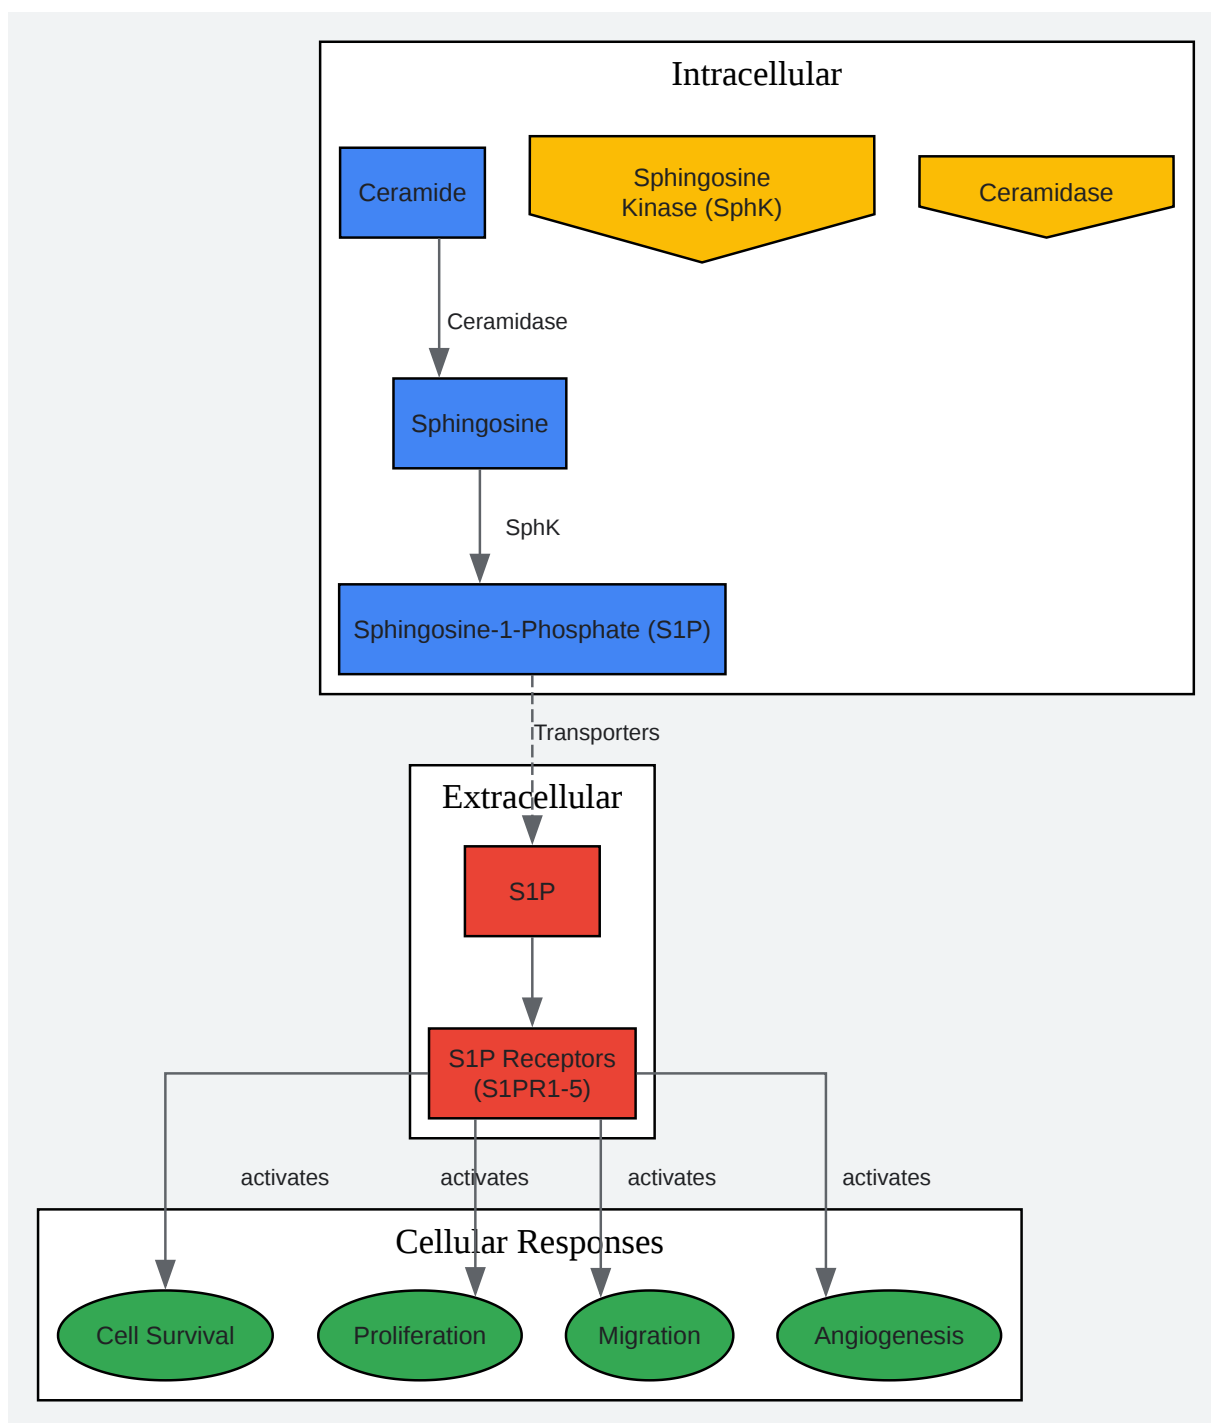 Intracellular
Ceramide
Sphingosine
Kinase (SphK)
Ceramidase
Ceramidase
Sphingosine
SphK
Sphingosine-1-Phosphate (S1P)
Transporters
Extracellular
S1P
S1P Receptors
(S1PR1-5)
activates
activates
activates
activates
Cellular Responses
Cell Survival
Proliferation
Migration
Angiogenesis